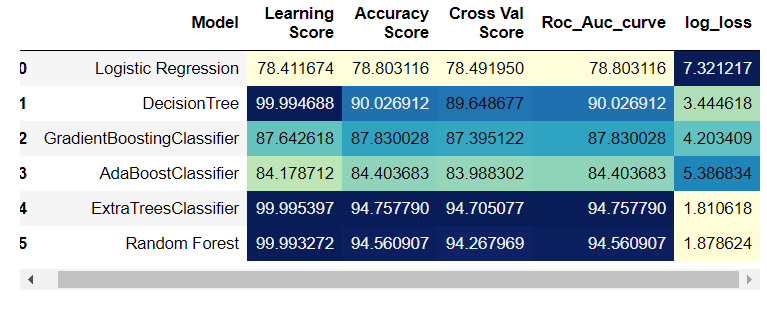 Model Learning Score Accuracy Score Cross Val Score Roc_Auc_curve log_loss
0 Logistic Regression 78.411674 78.803116 78.491950 78.803116 7.321217
1 DecisionTree 99.994688 90.026912 89.648677 90.026912 3.444618
2 GradientBoostingClassifier 87.642618 87.830028 87.395122 87.830028 4.203409
3 AdaBoostClassifier 84.178712 84.403683 83.988302 84.403683 5.386834
4 ExtraTreesClassifier 99.995397 94.757790 94.705077 94.757790 1.810618
5 Random Forest 99.993272 94.560907 94.267969 94.560907 1.878624